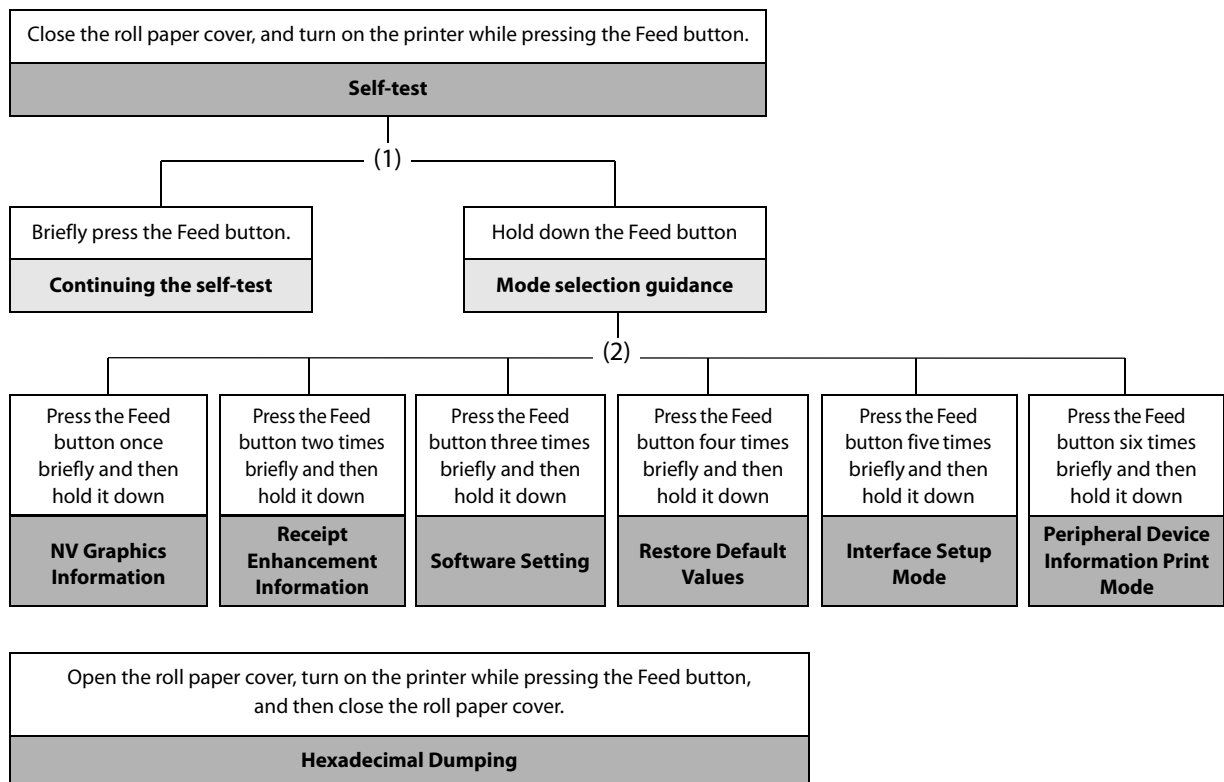 Close the roll paper cover, and turn on the printer while pressing the Feed button.
Self-test
(1)
Briefly press the Feed button.
Continuing the self-test
Hold down the Feed button
Mode selection guidance
(2)
Press the Feed
button once
briefly and then
hold it down
NV Graphics
Information
Press the Feed
button two times
briefly and then
hold it down
Receipt
Enhancement
Information
Press the Feed
button three times
briefly and then
hold it down
Software Setting
Press the Feed
button four times
briefly and then
hold it down
Restore Default
Values
Press the Feed
button five times
briefly and then
hold it down
Interface Setup
Mode
Press the Feed
button six times
briefly and then
hold it down
Peripheral Device
Information Print
Mode
Open the roll paper cover, turn on the printer while pressing the Feed button,
and then close the roll paper cover.
Hexadecimal Dumping